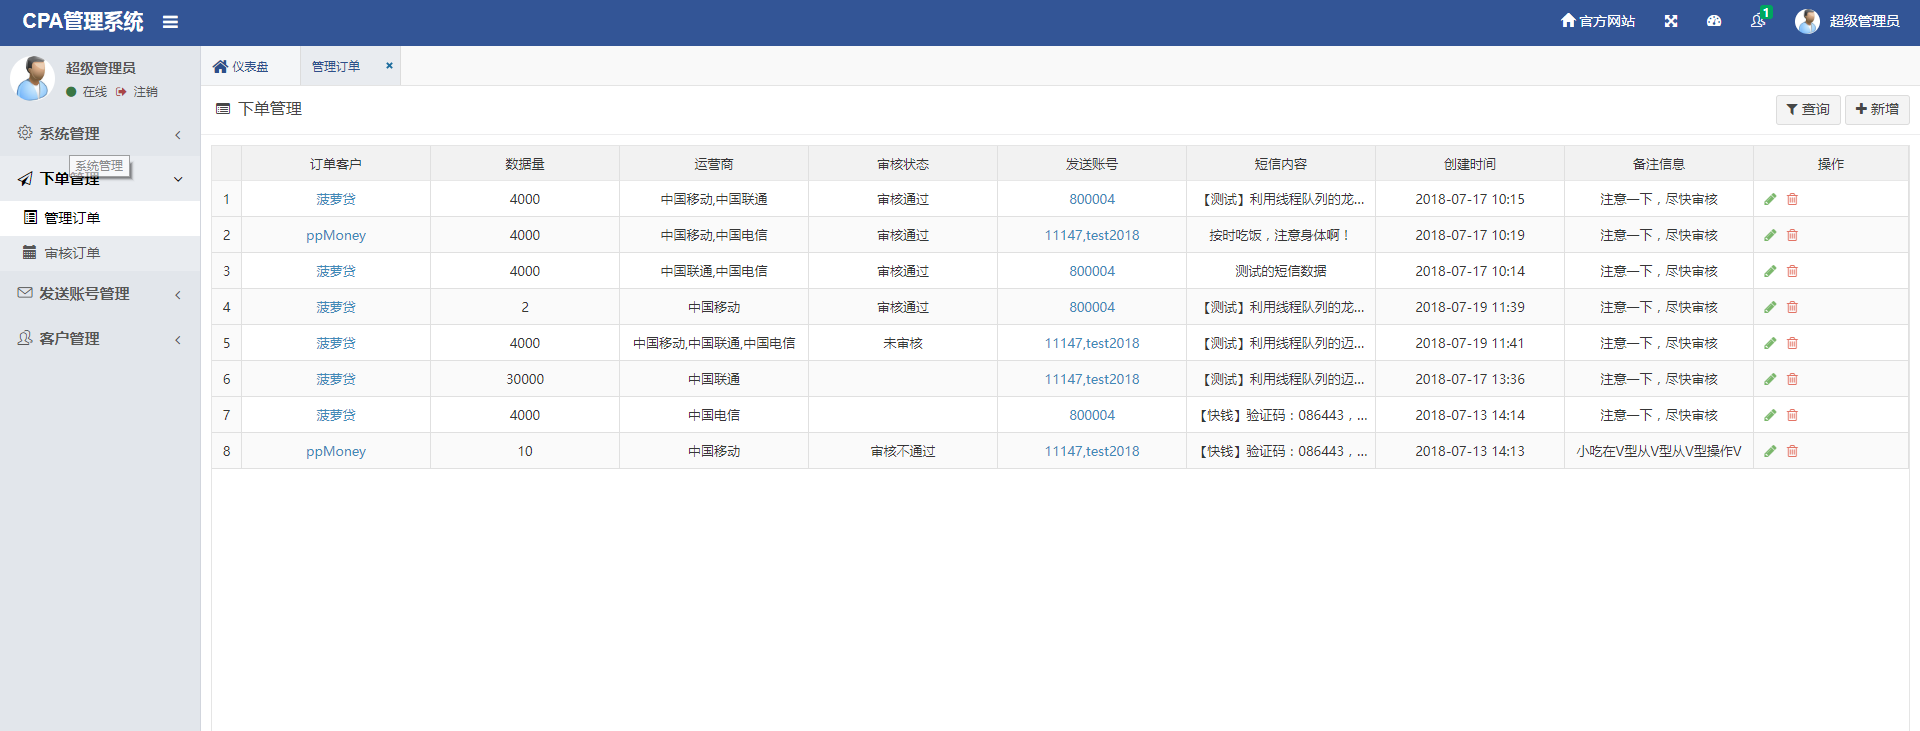 CPA管理系统
官方网站
1
超级管理员
超级管理员
在线 注销
系统管理
系统管理
下单管理
管理订单
审核订单
发送账号管理
客户管理
仪表盘 管理订单 ×
下单管理
查询 新增
订单客户 数据量 运营商 审核状态 发送账号 短信内容 创建时间 备注信息 操作
1 菠萝贷 4000 中国移动,中国联通 审核通过 800004 【测试】利用线程队列的龙... 2018-07-17 10:15 注意一下，尽快审核
2 ppMoney 4000 中国移动,中国电信 审核通过 11147,test2018 按时吃饭，注意身体啊！ 2018-07-17 10:19 注意一下，尽快审核
3 菠萝贷 4000 中国联通,中国电信 审核通过 800004 测试的短信数据 2018-07-17 10:14 注意一下，尽快审核
4 菠萝贷 2 中国移动 审核通过 800004 【测试】利用线程队列的龙... 2018-07-19 11:39 注意一下，尽快审核
5 菠萝贷 4000 中国移动,中国联通,中国电信 未审核 11147,test2018 【测试】利用线程队列的迈... 2018-07-19 11:41 注意一下，尽快审核
6 菠萝贷 30000 中国联通 11147,test2018 【测试】利用线程队列的迈... 2018-07-17 13:36 注意一下，尽快审核
7 菠萝贷 4000 中国电信 800004 【快钱】验证码：086443，... 2018-07-13 14:14 注意一下，尽快审核
8 ppMoney 10 中国移动 审核不通过 11147,test2018 【快钱】验证码：086443，... 2018-07-13 14:13 小吃在V型从V型从V型操作V